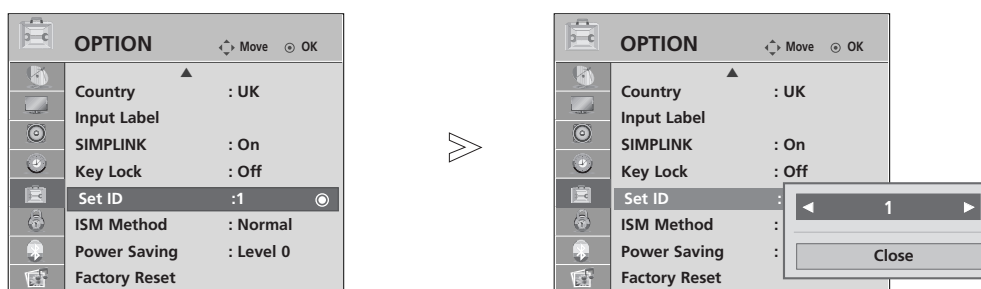 OPTION Move OK
Country : UK
Input Label
SIMPLINK : On
Key Lock : Off
Set ID :1
ISM Method : Normal
Power Saving : Level 0
Factory Reset
OPTION Move OK
Country : UK
Input Label
SIMPLINK : On
Key Lock : Off
Set ID :
ISM Method :
Power Saving :
Factory Reset
1
Close